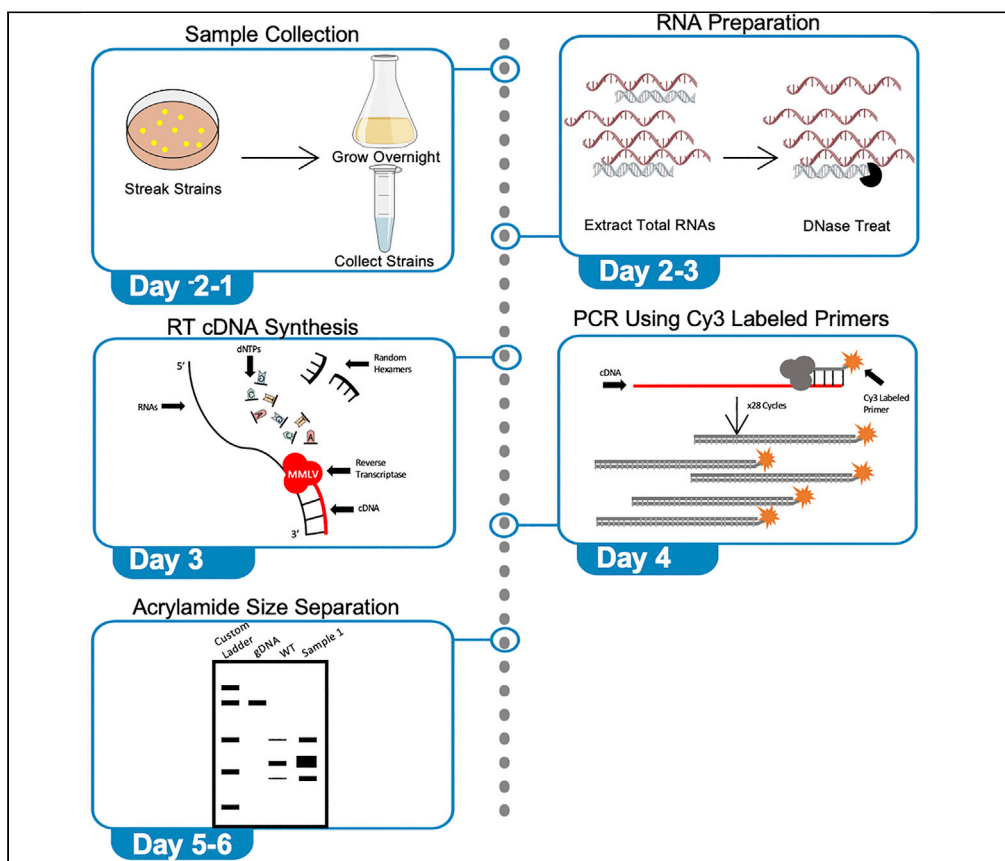 Sample Collection
Streak Strains
Grow Overnight
Collect Strains
Day -2-1
RNA Preparation
Extract Total RNAs
DNase Treat
Day 2-3
RT cDNA Synthesis
5’
dNTPs
Random
Hexamers
RNAs
A
MMLV
Reverse
Transcriptase
cDNA
3’
Day 3
PCR Using Cy3 Labeled Primers
cDNA
Cy3 Labeled
Primer
x28 Cycles
Day 4
Acrylamide Size Separation
Custom
Ladder
gDNA
WT
Sample 1
Day 5-6